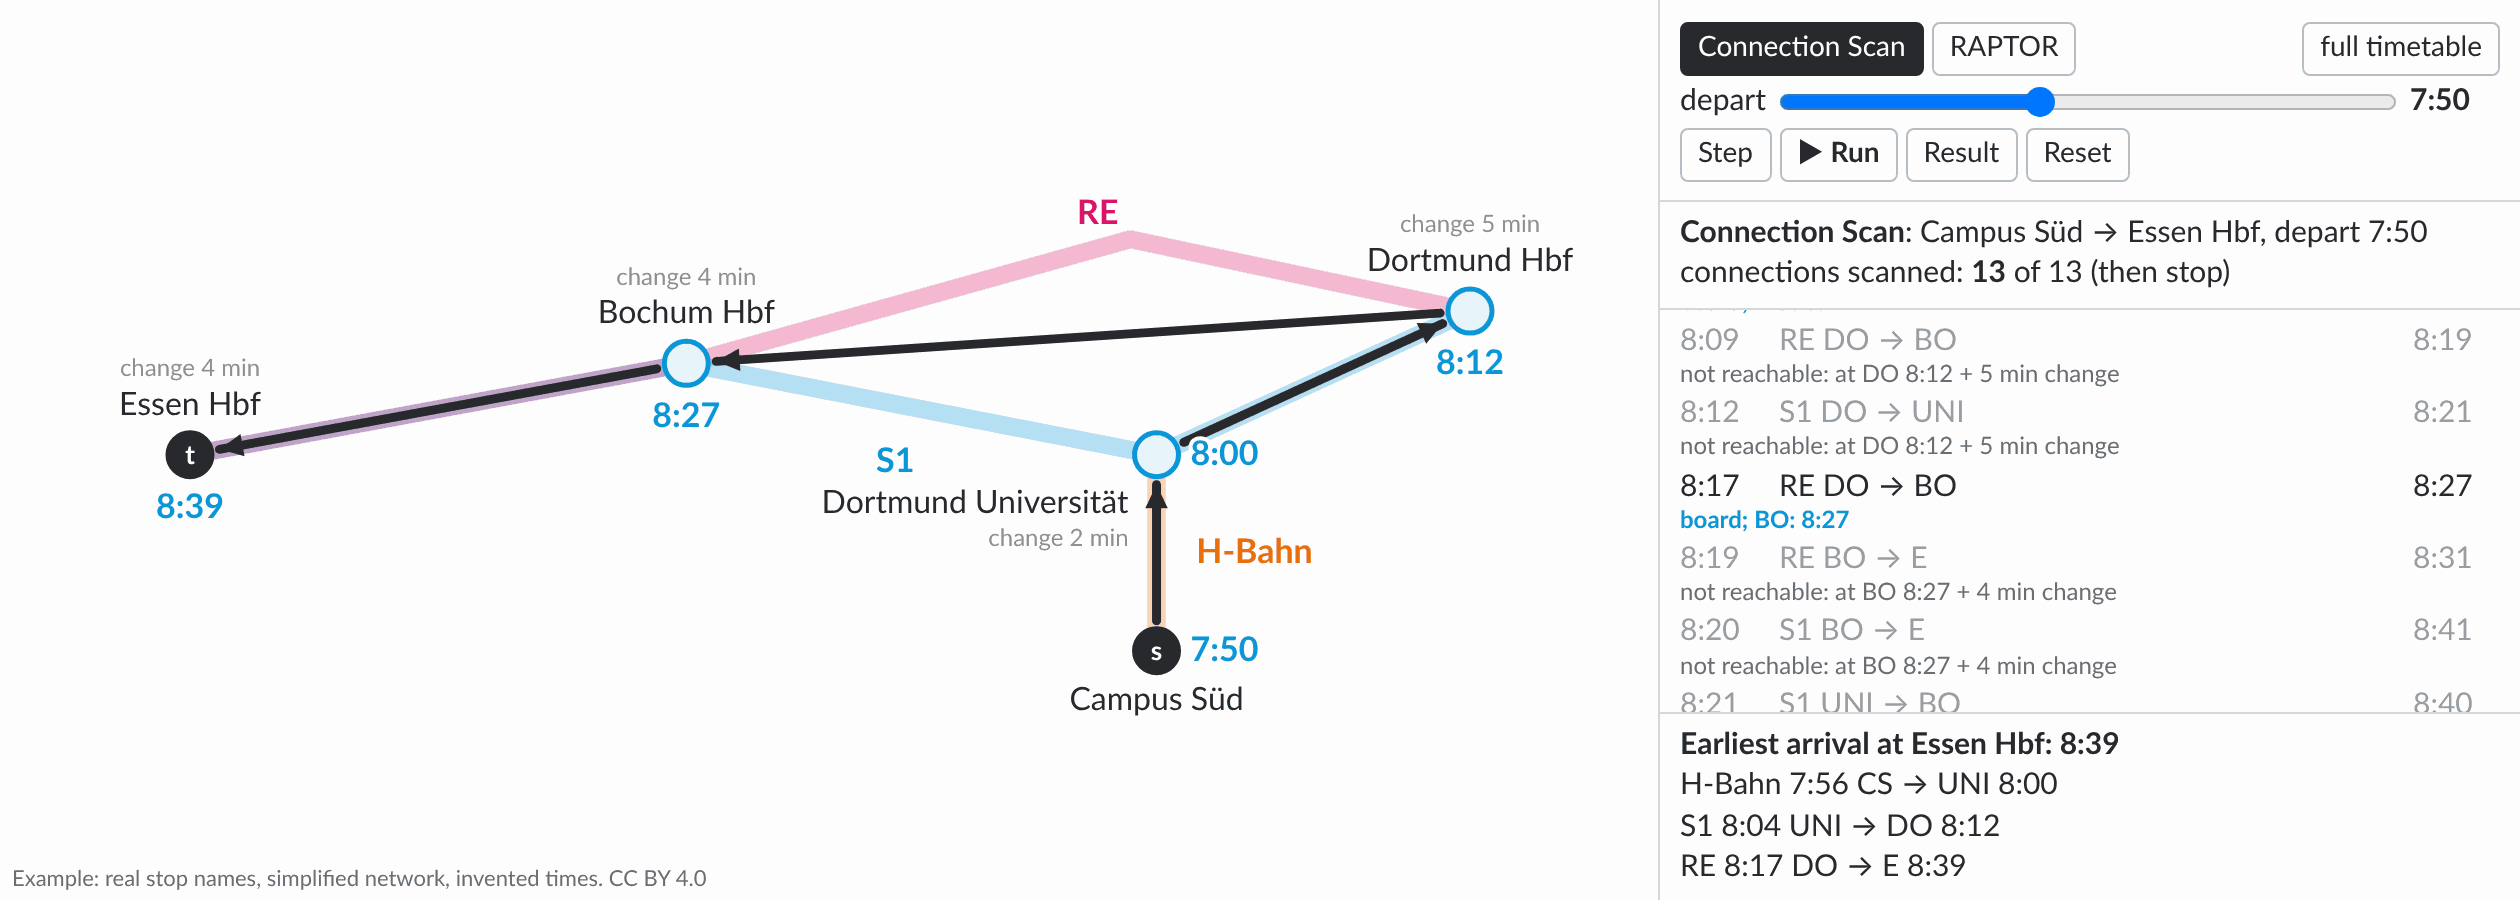 RE
change 5 min
Dortmund Hbf
8:12
change 4 min
Bochum Hbf
8:27
change 4 min
Essen Hbf
t
8:39
S1
8:00
Dortmund Universität
change 2 min
H-Bahn
s
7:50
Campus Süd
Example: real stop names, simplified network, invented times. CC BY 4.0
Connection Scan RAPTOR full timetable
depart 7:50
Step ▶ Run Result Reset
Connection Scan: Campus Süd → Essen Hbf, depart 7:50
connections scanned: 13 of 13 (then stop)
8:09 RE DO → BO 8:19
not reachable: at DO 8:12 + 5 min change
8:12 S1 DO → UNI 8:21
not reachable: at DO 8:12 + 5 min change
8:17 RE DO → BO 8:27
board; BO: 8:27
8:19 RE BO → E 8:31
not reachable: at BO 8:27 + 4 min change
8:20 S1 BO → E 8:41
not reachable: at BO 8:27 + 4 min change
8:21 S1 UNI → BO 8:40
Earliest arrival at Essen Hbf: 8:39
H-Bahn 7:56 CS → UNI 8:00
S1 8:04 UNI → DO 8:12
RE 8:17 DO → E 8:39